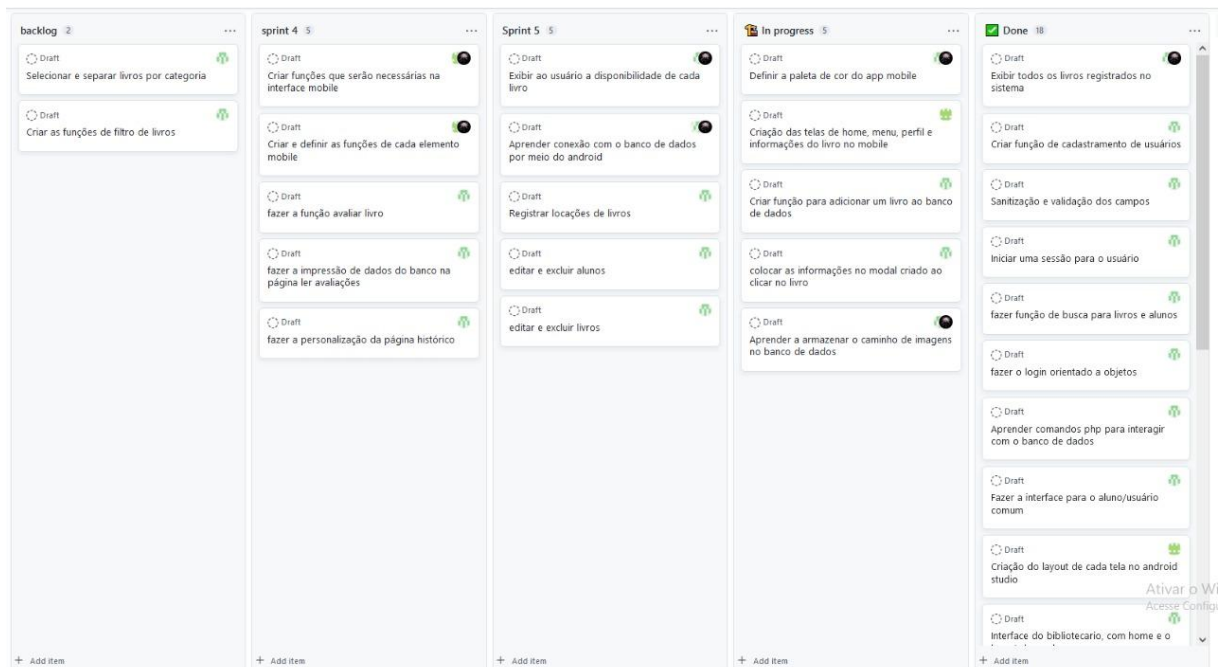 backlog 2 ...
Draft
Selecionar e separar livros por categoria
Draft
Criar as funções de filtro de livros
+ Add item
sprint 4 5 ...
Draft
Criar funções que serão necessárias na
interface mobile
Draft
Criar e definir as funções de cada elemento
mobile
Draft
fazer a função avaliar livro
Draft
fazer a impressão de dados do banco na
página ler avaliações
Draft
fazer a personalização da página histórico
+ Add item
Sprint 5 5 ...
Draft
Exibir ao usuário a disponibilidade de cada
livro
Draft
Aprender conexão com o banco de dados
por meio do android
Draft
Registrar locações de livros
Draft
editar e excluir alunos
Draft
editar e excluir livros
+ Add item
In progress 5 ...
Draft
Definir a paleta de cor do app mobile
Draft
Criação das telas de home, menu, perfil e
informações do livro no mobile
Draft
Criar função para adicionar um livro ao banco
de dados
Draft
colocar as informações no modal criado ao
clicar no livro
Draft
Aprender a armazenar o caminho de imagens
no banco de dados
+ Add item
Done 18 ...
Draft
Exibir todos os livros registrados no
sistema
Draft
Criar função de cadastramento de usuários
Draft
Sanitização e validação dos campos
Draft
Iniciar uma sessão para o usuário
Draft
fazer função de busca para livros e alunos
Draft
fazer o login orientado a objetos
Draft
Aprender comandos php para interagir
com o banco de dados
Draft
Fazer a interface para o aluno/usuário
comum
Draft
Criação do layout de cada tela no android
studio
Draft
Interface do bibliotecario, com home e o
+ Add item
Ativar o Wi
Acesse Config